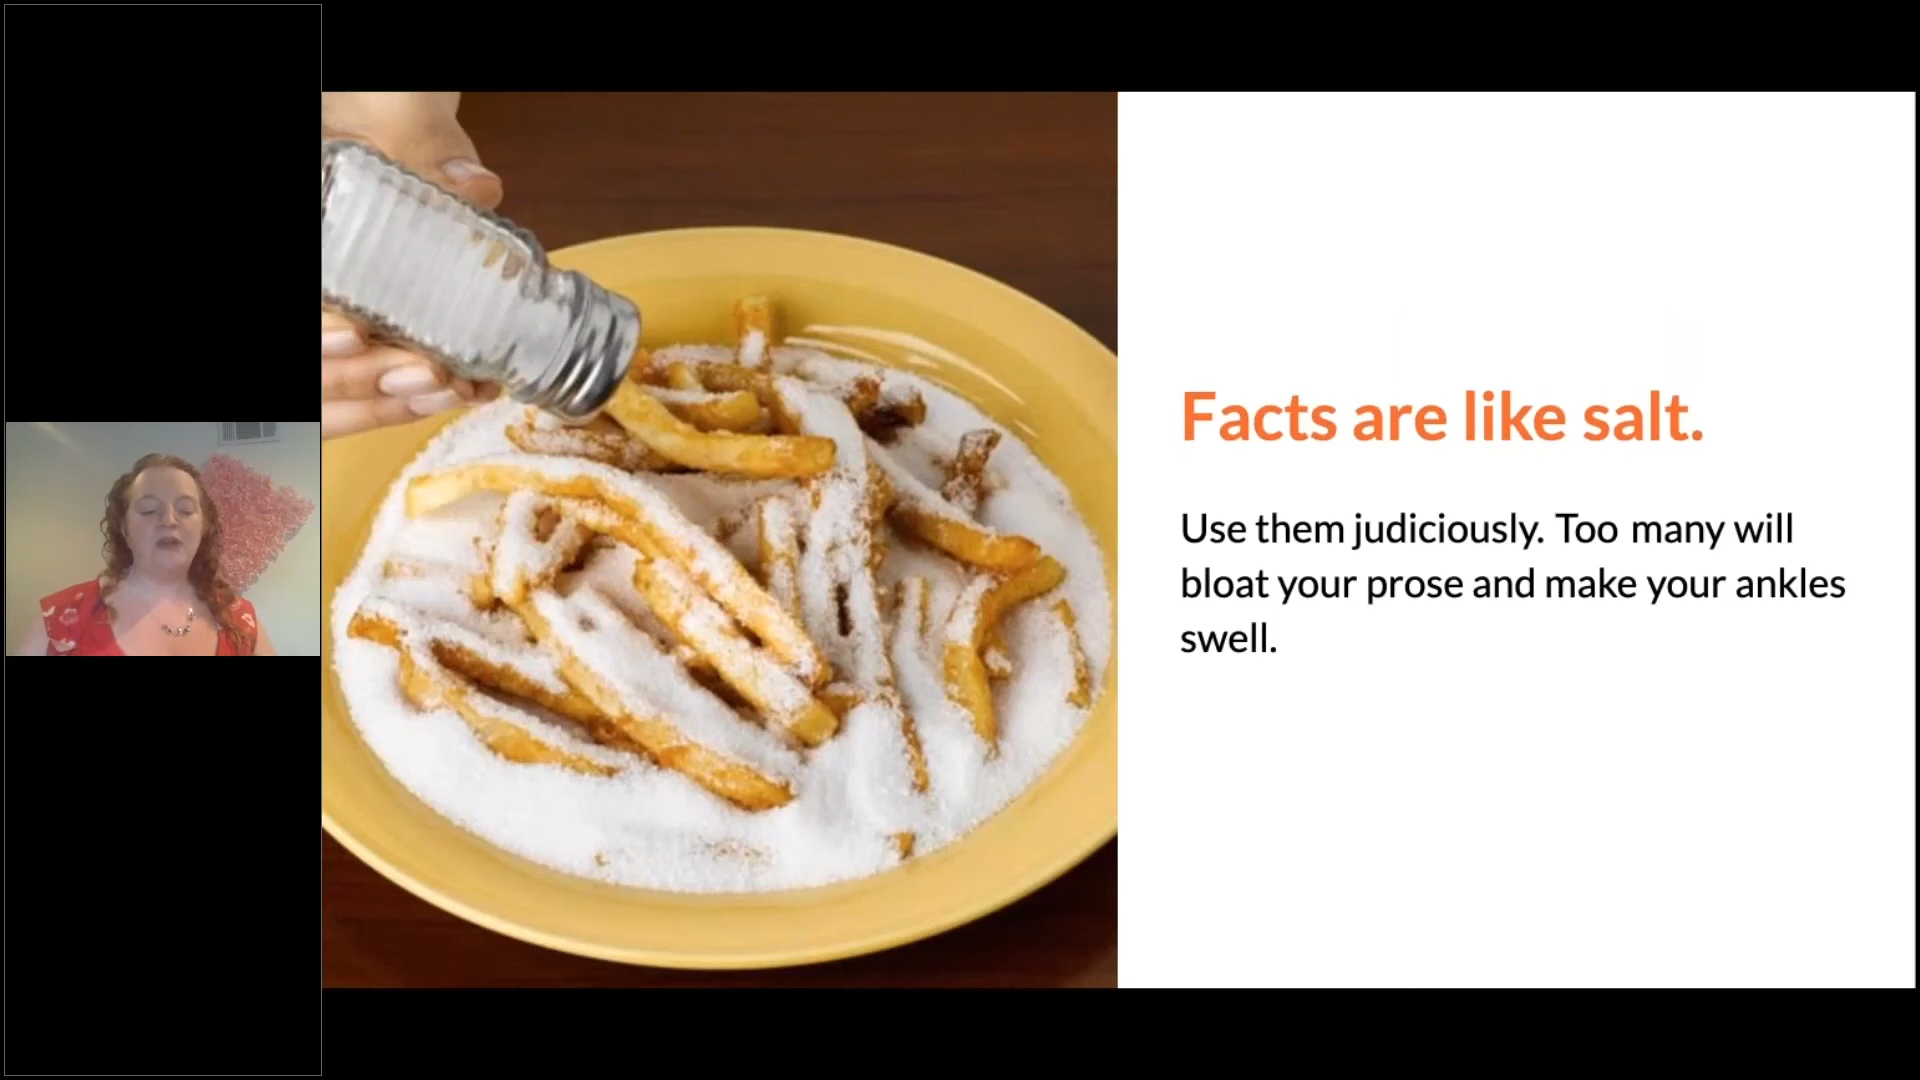 Facts are like salt.
Use them judiciously. Too many will
bloat your prose and make your ankles
swell.